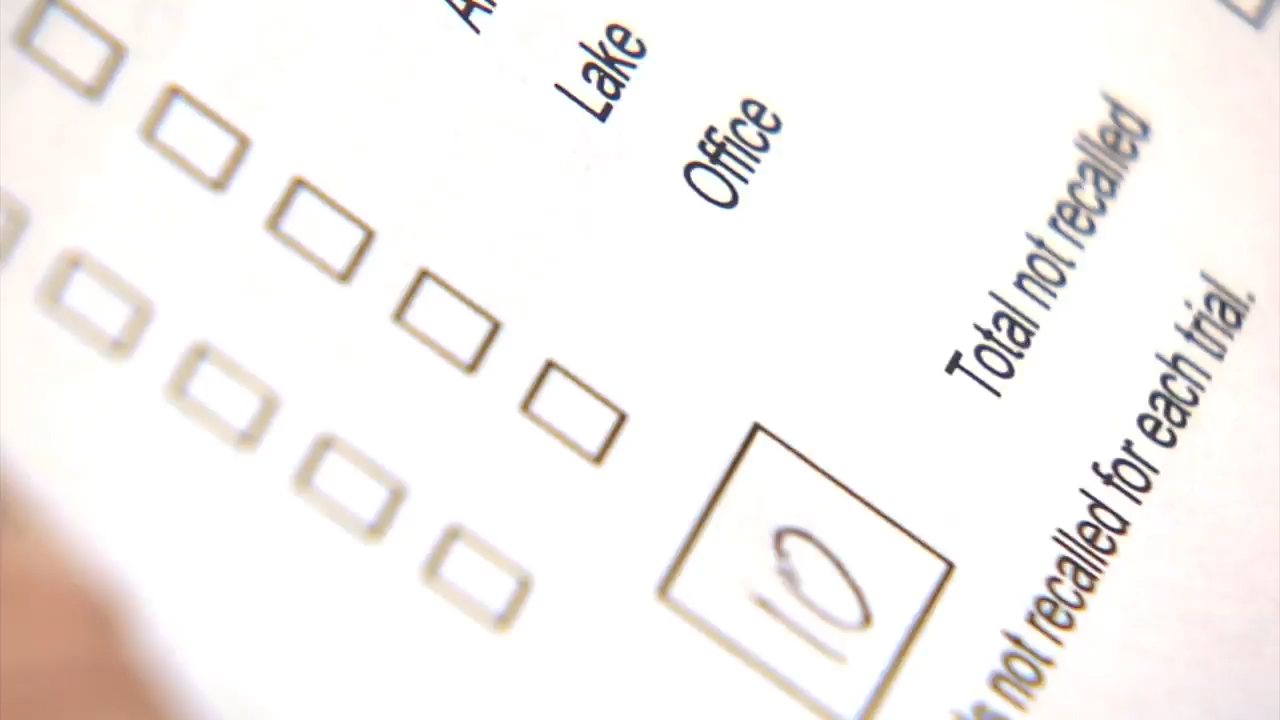 Lake
Office
Total not recalled
10
not recalled for each trial.